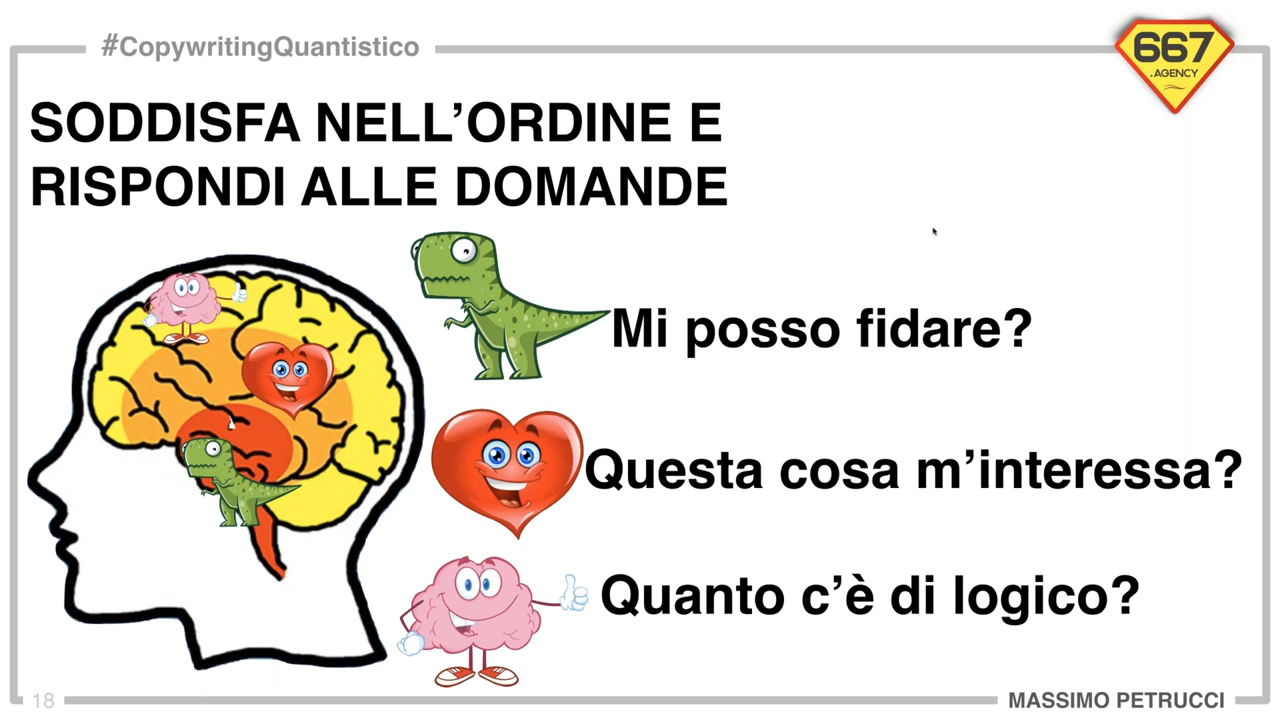 #CopywritingQuantistico
667
.AGENCY
SODDISFA NELL’ORDINE E
RISPONDI ALLE DOMANDE
Mi posso fidare?
Questa cosa m’interessa?
Quanto c’è di logico?
18
MASSIMO PETRUCCI